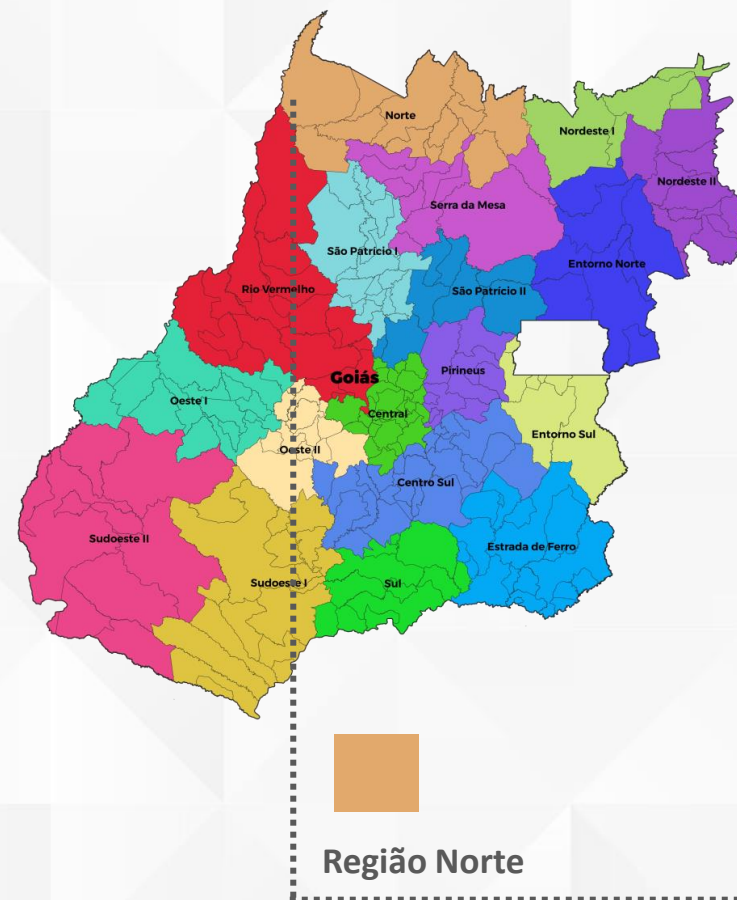 Norte
Nordeste I
Nordeste II
Serra da Mesa
São Patrício I
Entorno Norte
Rio Vermelho
São Patricio II
Pirineus
Goiás
Oeste I
Central
Entorno Sul
Oeste II
Centro Sul
Sudoeste II
Estrada de Ferro
Sudoeste I
Sul
Região Norte